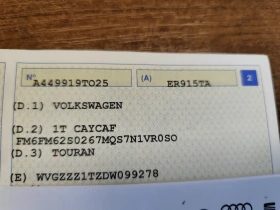 N° A449919TO25 (A) ER915TA 2
(D.1) VOLKSWAGEN
(D.2) 1T CAYCAF
FM6FM62S0267MQS7N1VR0SO
(D.3) TOURAN
(E) WVGZZZ1TZDW099278